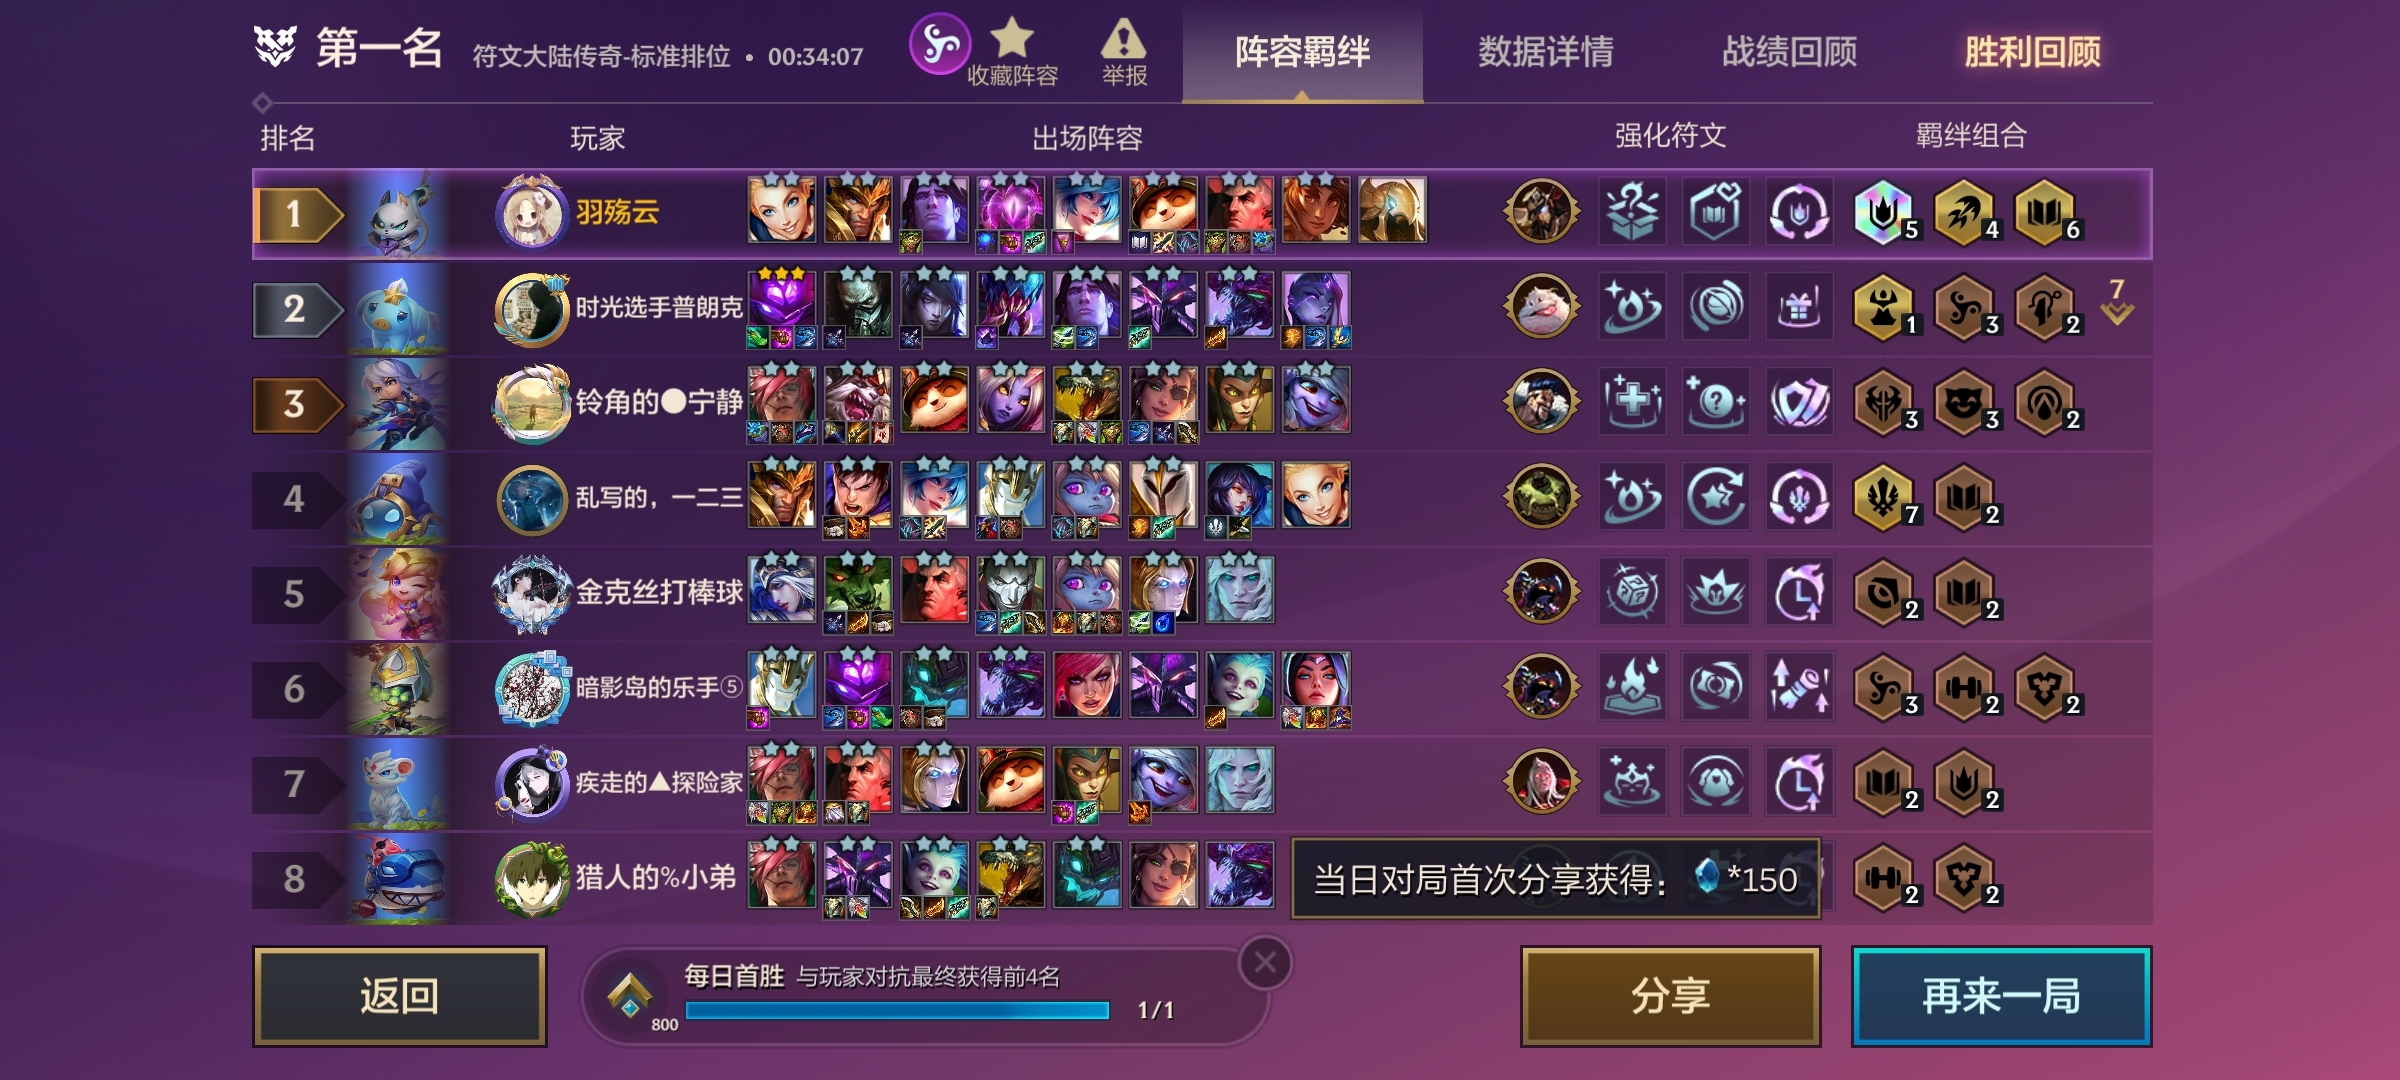 第一名 符文大陆传奇-标准排位 • 00:34:07 收藏阵容 举报 阵容羁绊 数据详情 战绩回顾 胜利回顾
排名 玩家 出场阵容 强化符文 羁绊组合
1 羽殇云 5 4 6
2 100 时光选手普朗克 1 3 2 7
3 铃角的●宁静 3 3 2
4 乱写的，一二三 7 2
5 金克丝打棒球 2 2
6 暗影岛的乐手⑤ 3 2 2
7 疾走的▲探险家 2 2
8 猎人的%小弟 当日对局首次分享获得： *150 2 2
返回 800 每日首胜 与玩家对抗最终获得前4名 1/1 分享 再来一局